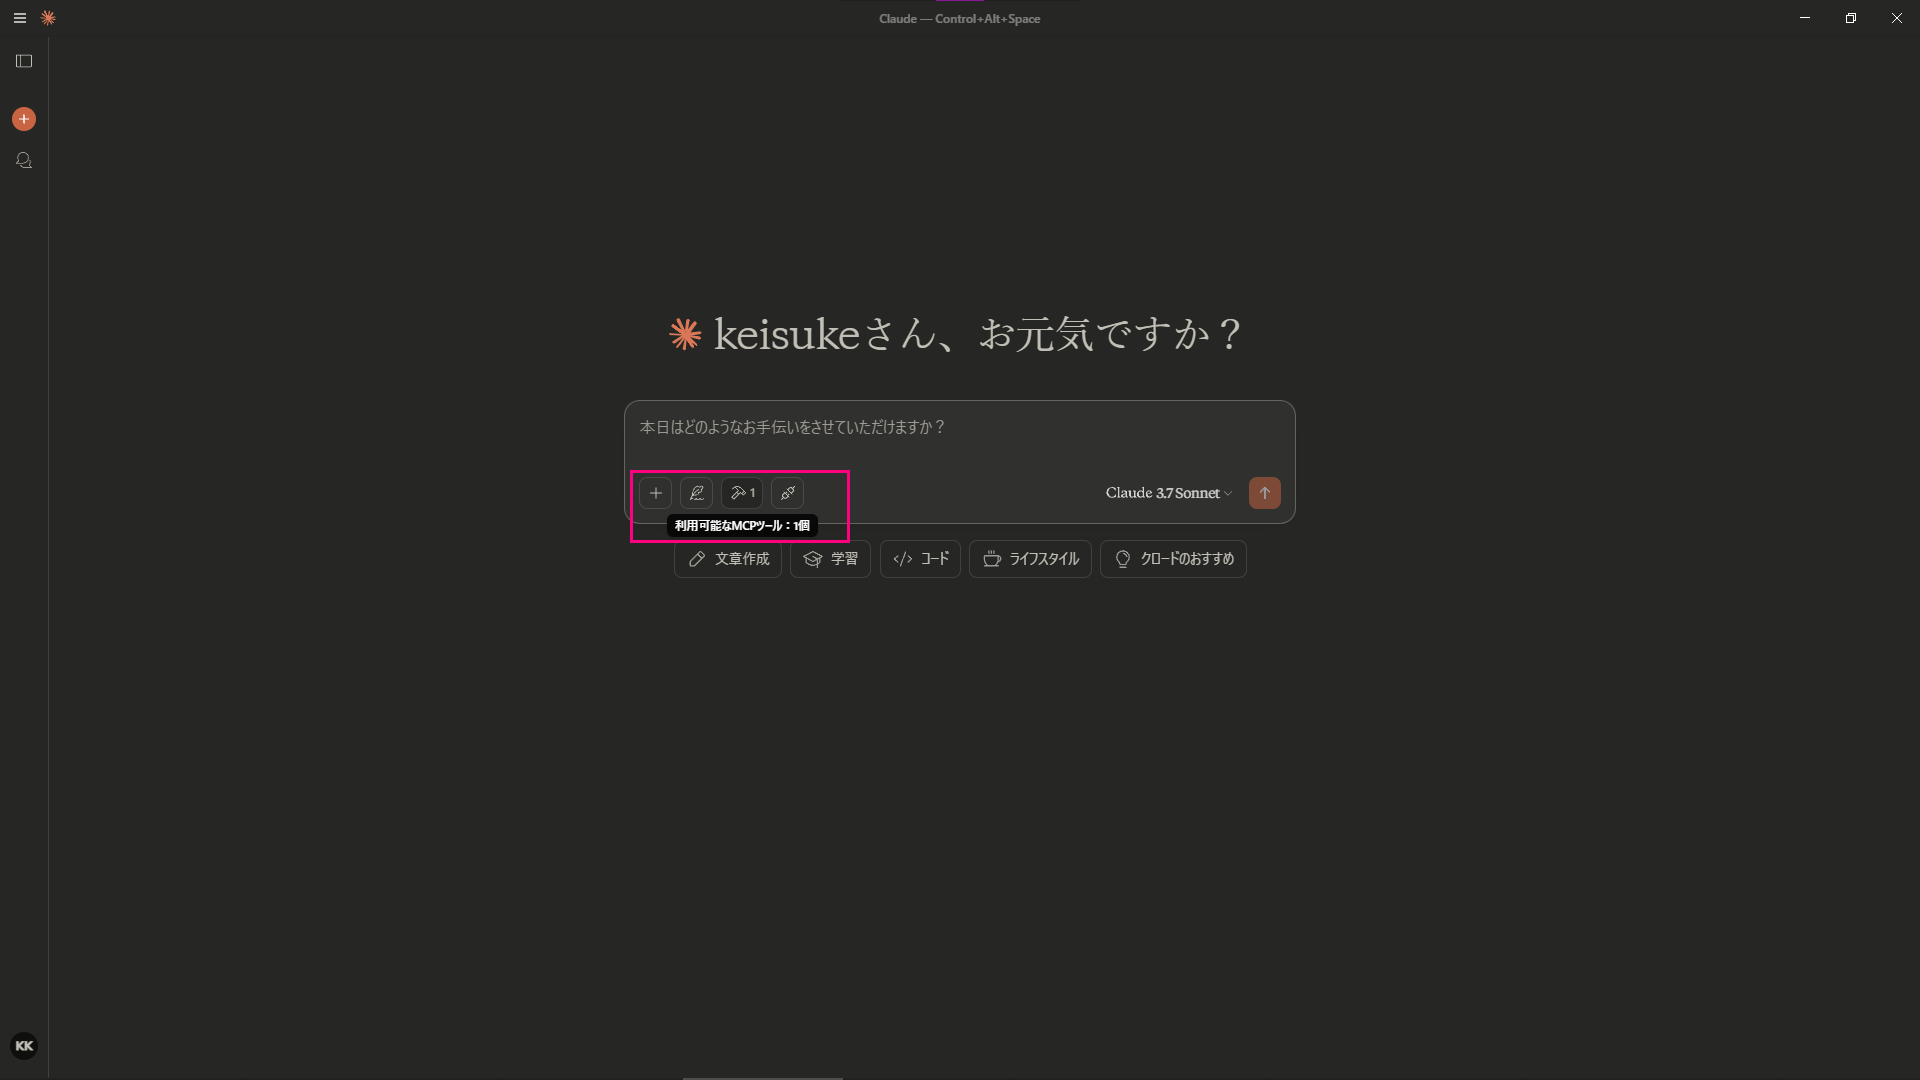 Claude — Control+Alt+Space
keisukeさん、お元気ですか？
本日はどのようなお手伝いをさせていただけますか？
1
Claude 3.7 Sonnet
利用可能なMCPツール：1個
文章作成
学習
コード
ライフスタイル
クロードのおすすめ
KK